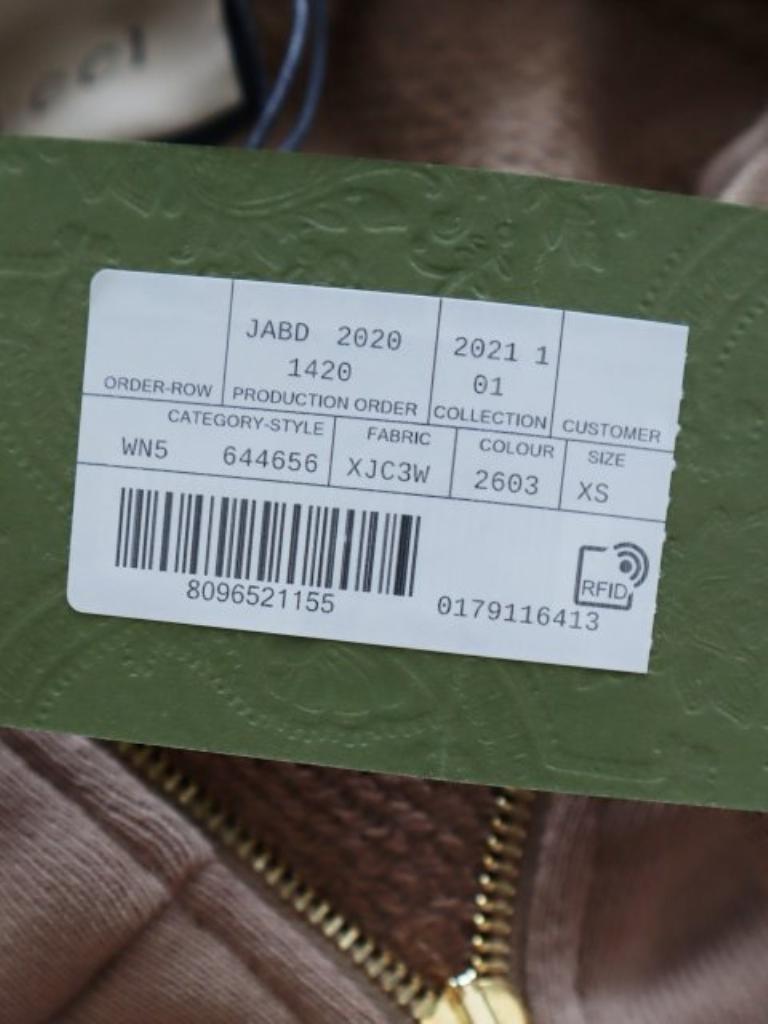 JABD 2020
1420
ORDER-ROW
PRODUCTION ORDER
2021 1
01
COLLECTION
CUSTOMER
CATEGORY-STYLE
WN5 644656
FABRIC
XJC3W
COLOUR
2603
SIZE
XS
8096521155
0179116413
RFID